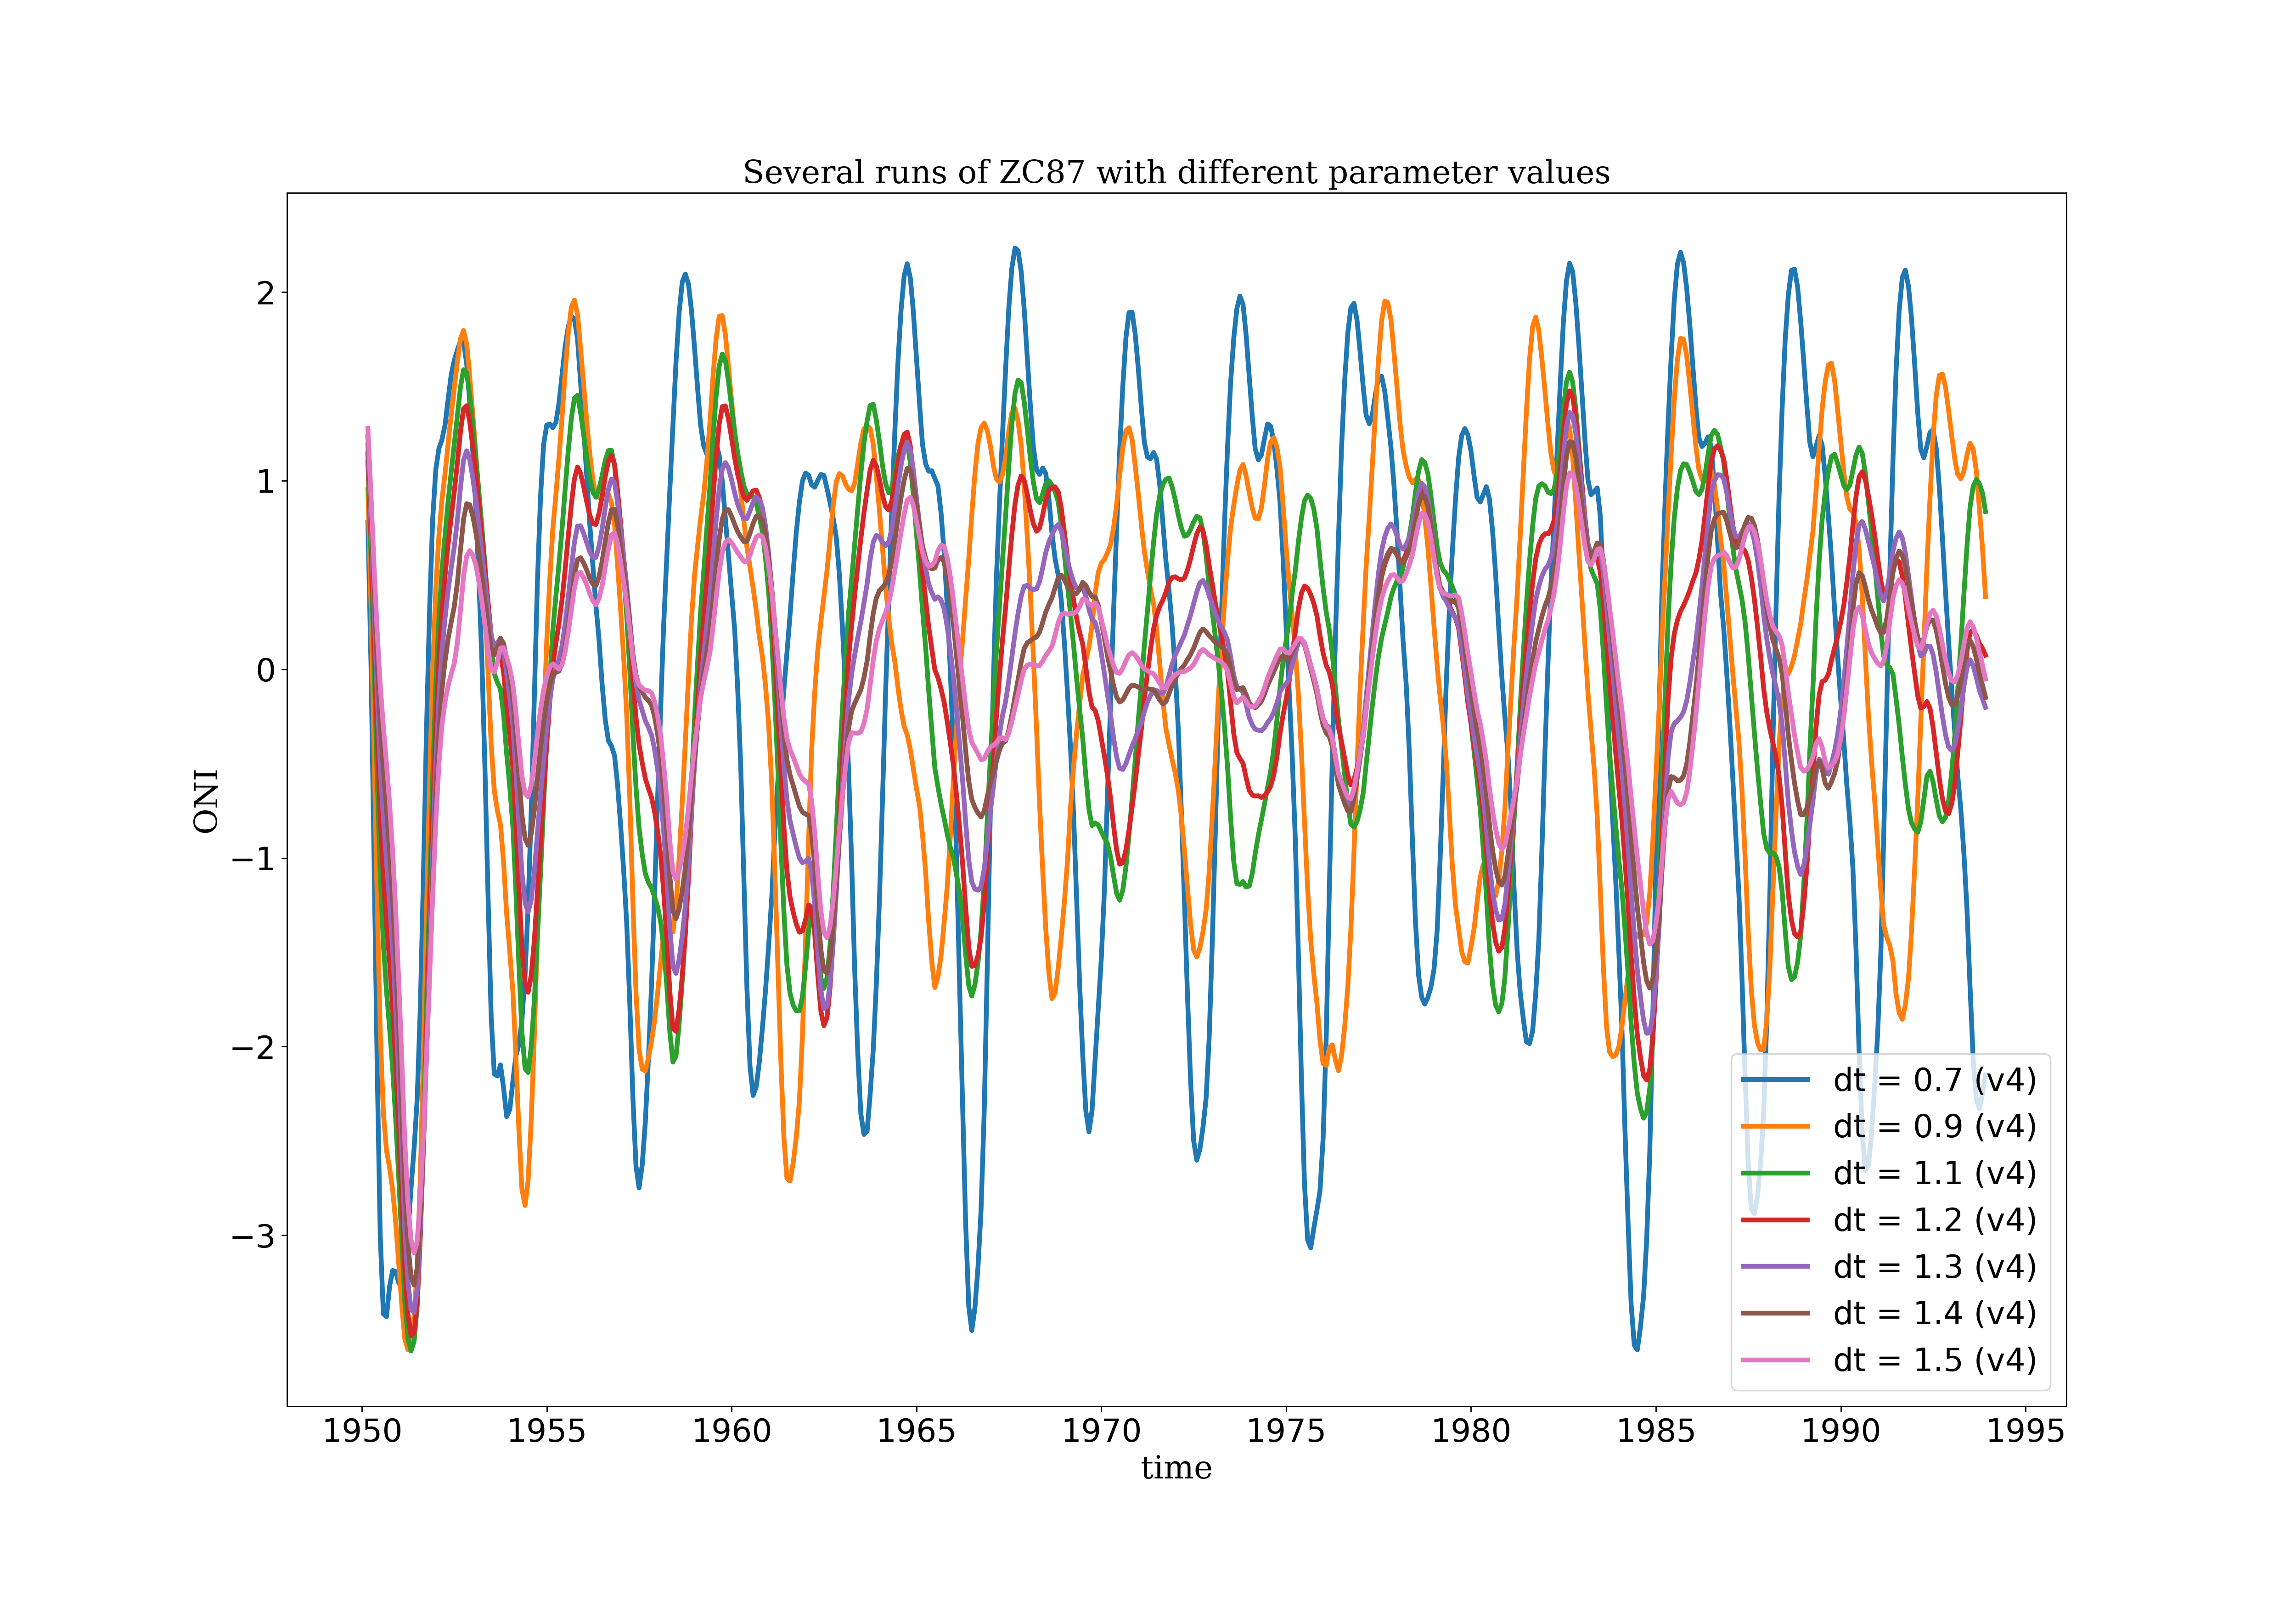 Several runs of ZC87 with different parameter values
ONI
2
1
0
−1
−2
−3
1950 1955 1960 1965 1970 1975 1980 1985 1990 1995
time
dt = 0.7 (v4)
dt = 0.9 (v4)
dt = 1.1 (v4)
dt = 1.2 (v4)
dt = 1.3 (v4)
dt = 1.4 (v4)
dt = 1.5 (v4)